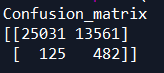 Confusion_matrix
[[25031 13561]
 [  125   482]]